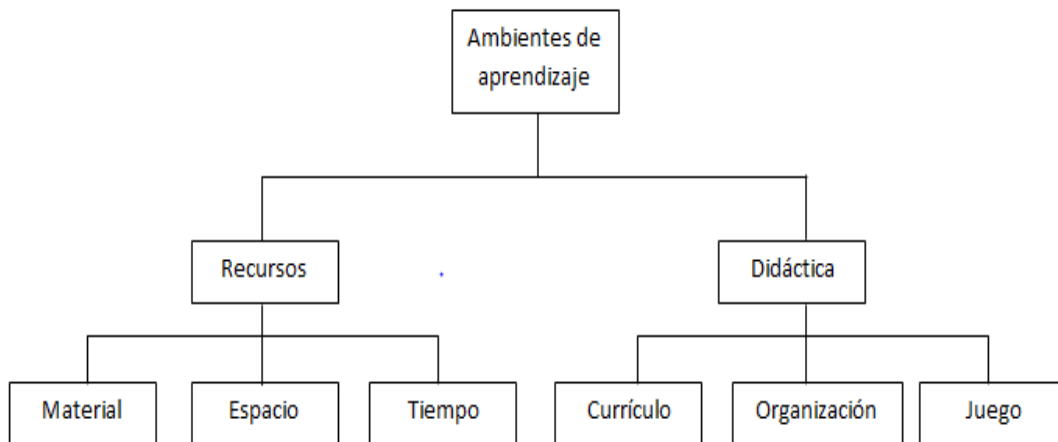 Ambientes de
aprendizaje
Recursos
Didáctica
Material
Espacio
Tiempo
Currículo
Organización
Juego